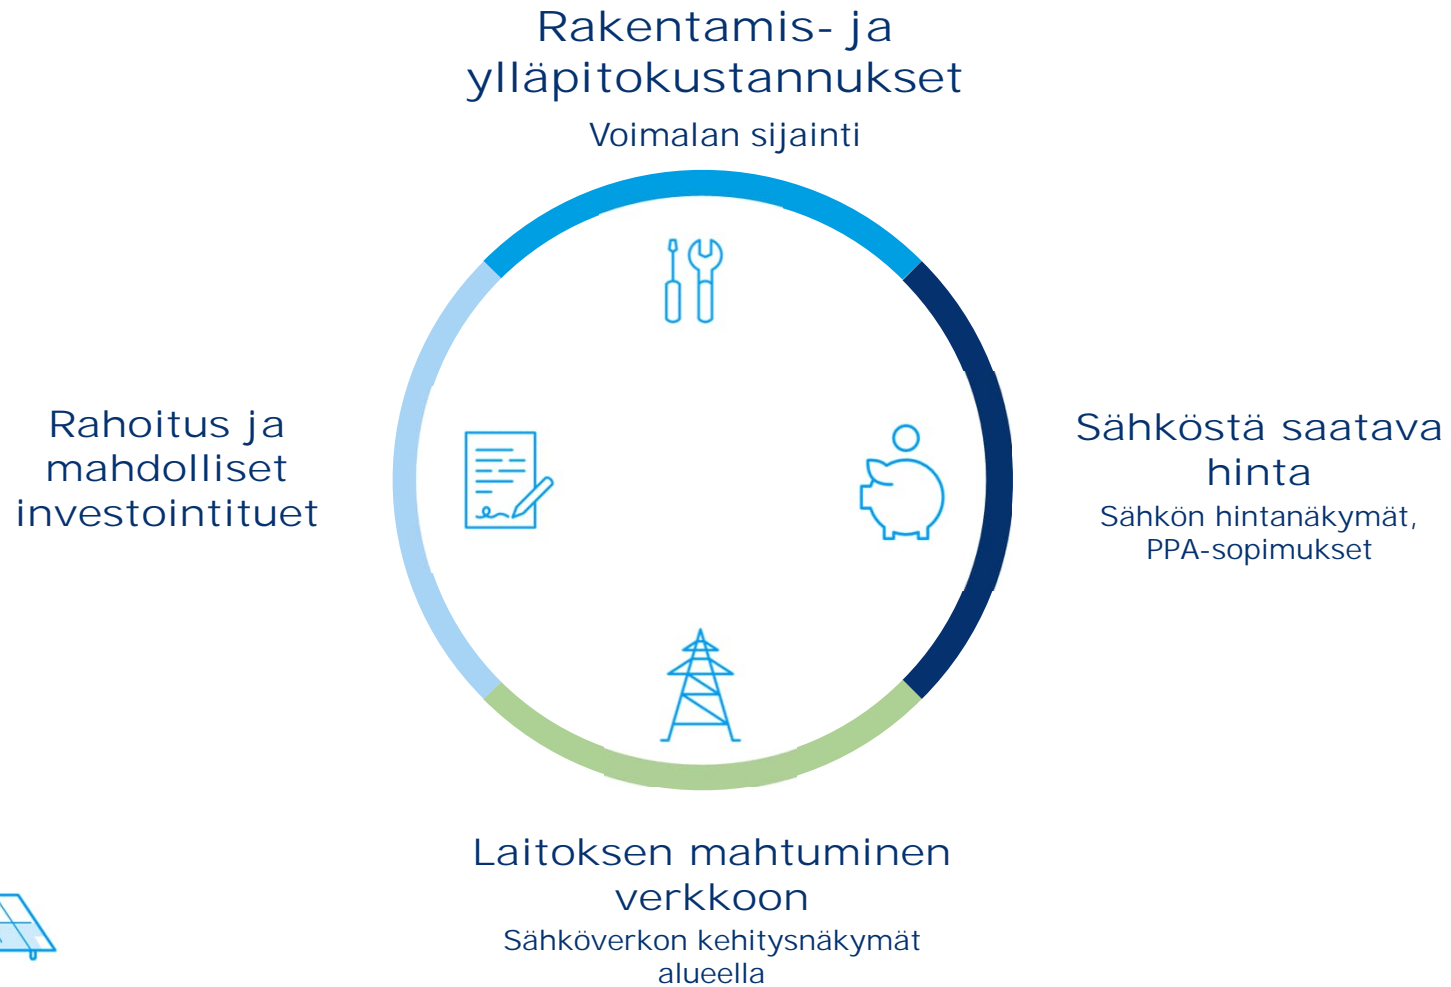 Rakentamis- ja
ylläpitokustannukset
Voimalan sijainti
Rahoitus ja
mahdolliset
investointituet
Sähköstä saatava
hinta
Sähkön hintanäkymät,
PPA-sopimukset
Laitoksen mahtuminen
verkkoon
Sähköverkon kehitysnäkymät
alueella